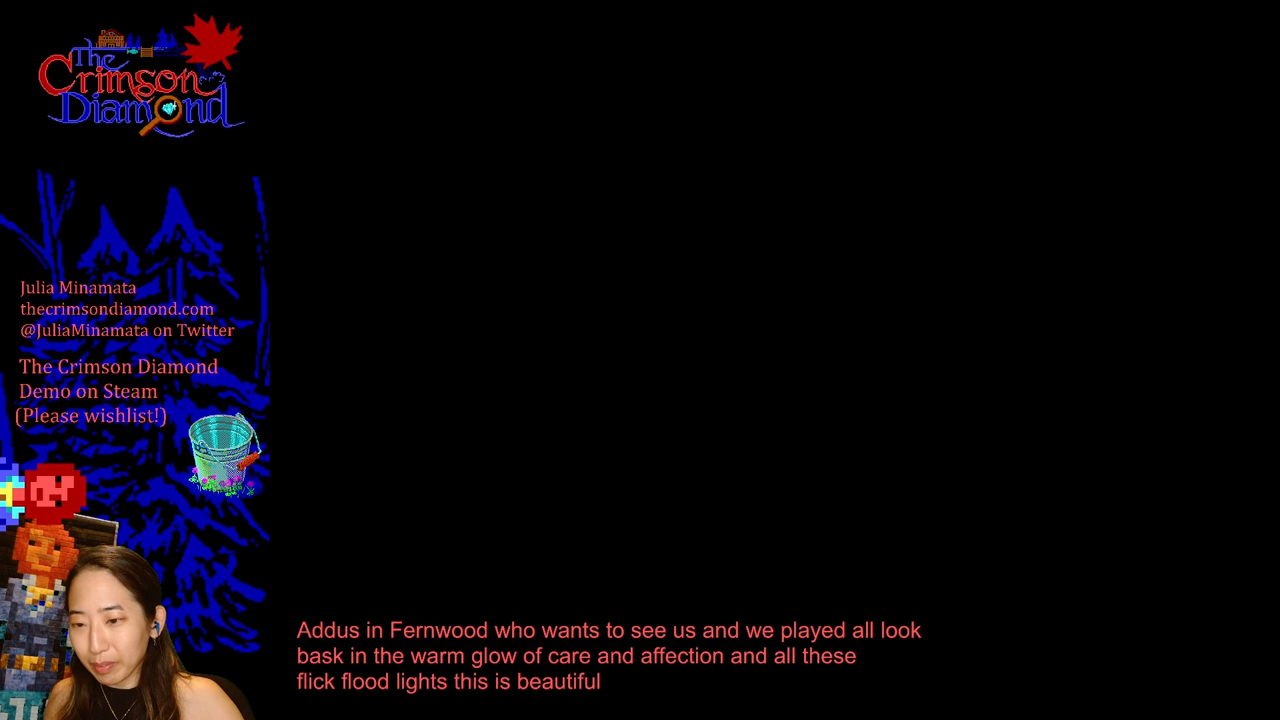 The
Crimson
Diamond
Julia Minamata
thecrimsondiamond.com
@JuliaMinamata on Twitter
The Crimson Diamond
Demo on Steam
(Please wishlist!)
Addus in Fernwood who wants to see us and we played all look
bask in the warm glow of care and affection and all these
flick flood lights this is beautiful